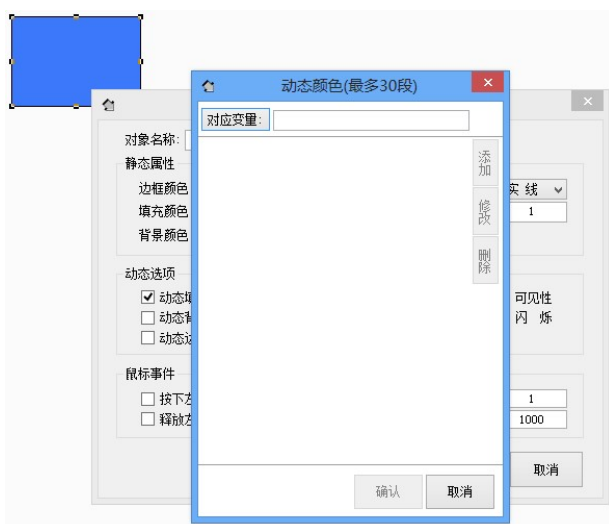 动态颜色(最多30段)
对应变量:
添加
修改
删除
确认
取消
对象名称:
静态属性
边框颜色
实 线
填充颜色
1
背景颜色
动态选项
动态填
可见性
动态背
闪 烁
动态边
鼠标事件
按下左
1
释放左
1000
取消